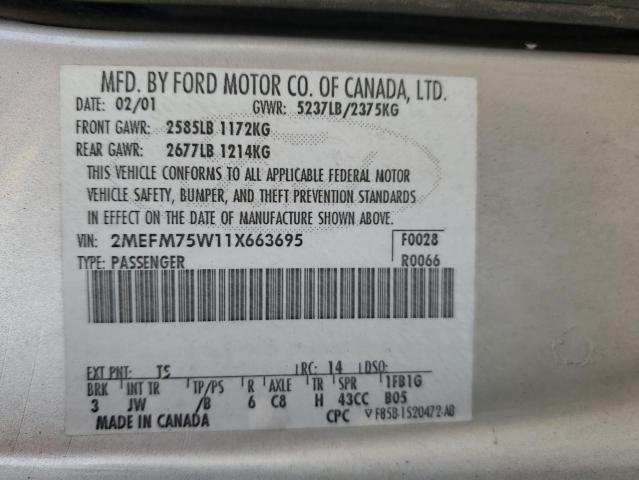 MFD. BY FORD MOTOR CO. OF CANADA, LTD.
DATE: 02/01 GVWR: 5237LB/2375KG
FRONT GAWR: 2585LB 1172KG
REAR GAWR: 2677LB 1214KG
THIS VEHICLE CONFORMS TO ALL APPLICABLE FEDERAL MOTOR
VEHICLE SAFETY, BUMPER, AND THEFT PREVENTION STANDARDS
IN EFFECT ON THE DATE OF MANUFACTURE SHOWN ABOVE.
VIN: 2MEFM75W11X663695 F0028
TYPE: PASSENGER R0066
EXT PNT: TS RC: 14 DSO:
BRK INT TR TP/PS R AXLE TR SPR 1FB1G
3 JW /B 6 C8 H 43CC B05
MADE IN CANADA CPC F85B-1520472-AB